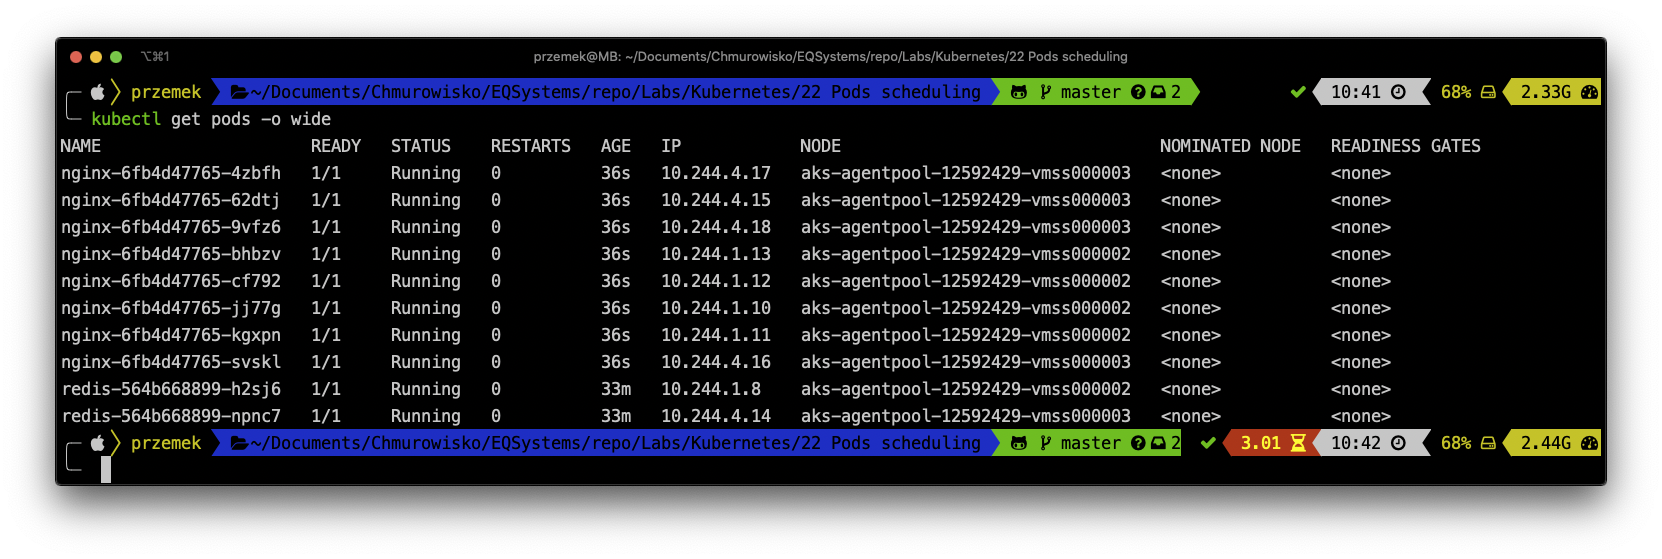 ⌥⌘1 przemek@MB: ~/Documents/Chmurowisko/EQSystems/repo/Labs/Kubernetes/22 Pods scheduling
przemek ~/Documents/Chmurowisko/EQSystems/repo/Labs/Kubernetes/22 Pods scheduling master ? 2 ✔ 10:41 68% 2.33G
kubectl get pods -o wide
NAME READY STATUS RESTARTS AGE IP NODE NOMINATED NODE READINESS GATES
nginx-6fb4d47765-4zbfh 1/1 Running 0 36s 10.244.4.17 aks-agentpool-12592429-vmss000003 <none> <none>
nginx-6fb4d47765-62dtj 1/1 Running 0 36s 10.244.4.15 aks-agentpool-12592429-vmss000003 <none> <none>
nginx-6fb4d47765-9vfz6 1/1 Running 0 36s 10.244.4.18 aks-agentpool-12592429-vmss000003 <none> <none>
nginx-6fb4d47765-bhbzv 1/1 Running 0 36s 10.244.1.13 aks-agentpool-12592429-vmss000002 <none> <none>
nginx-6fb4d47765-cf792 1/1 Running 0 36s 10.244.1.12 aks-agentpool-12592429-vmss000002 <none> <none>
nginx-6fb4d47765-jj77g 1/1 Running 0 36s 10.244.1.10 aks-agentpool-12592429-vmss000002 <none> <none>
nginx-6fb4d47765-kgxpn 1/1 Running 0 36s 10.244.1.11 aks-agentpool-12592429-vmss000002 <none> <none>
nginx-6fb4d47765-svskl 1/1 Running 0 36s 10.244.4.16 aks-agentpool-12592429-vmss000003 <none> <none>
redis-564b668899-h2sj6 1/1 Running 0 33m 10.244.1.8 aks-agentpool-12592429-vmss000002 <none> <none>
redis-564b668899-npnc7 1/1 Running 0 33m 10.244.4.14 aks-agentpool-12592429-vmss000003 <none> <none>
przemek ~/Documents/Chmurowisko/EQSystems/repo/Labs/Kubernetes/22 Pods scheduling master ? 2 ✔ 3.01 10:42 68% 2.44G